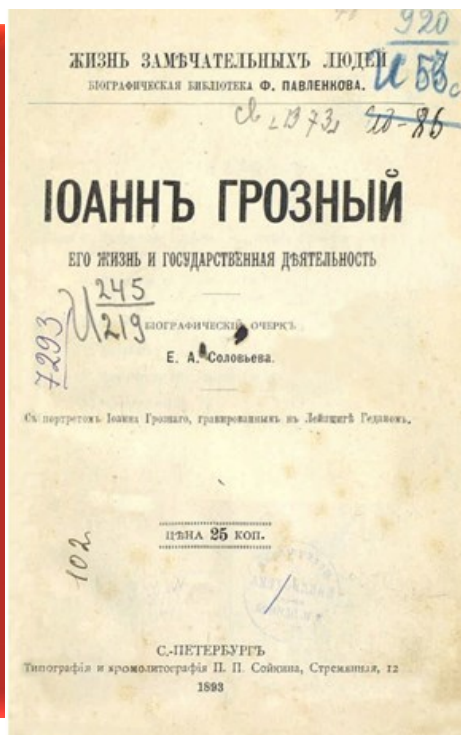 920
ЖИЗНЬ ЗАМѢЧАТЕЛЬНЫХЪ ЛЮДЕЙ
БІОГРАФИЧЕСКАЯ БИБЛІОТЕКА Ф. ПАВЛЕНКОВА.
ІОАННЪ ГРОЗНЫЙ
ЕГО ЖИЗНЬ И ГОСУДАРСТВЕННАЯ ДѢЯТЕЛЬНОСТЬ
245
219
7293
БІОГРАФИЧЕСКІЙ ОЧЕРКЪ
Е. А. Соловьева.
Съ портретомъ Іоанна Грознаго, гравированнымъ въ Лейпцигѣ Геданомъ.
ЦѢНА 25 КОП.
102
С.-ПЕТЕРБУРГЪ
Типографія и хромолитографія П. П. Сойкина, Стремянная, 12
1893